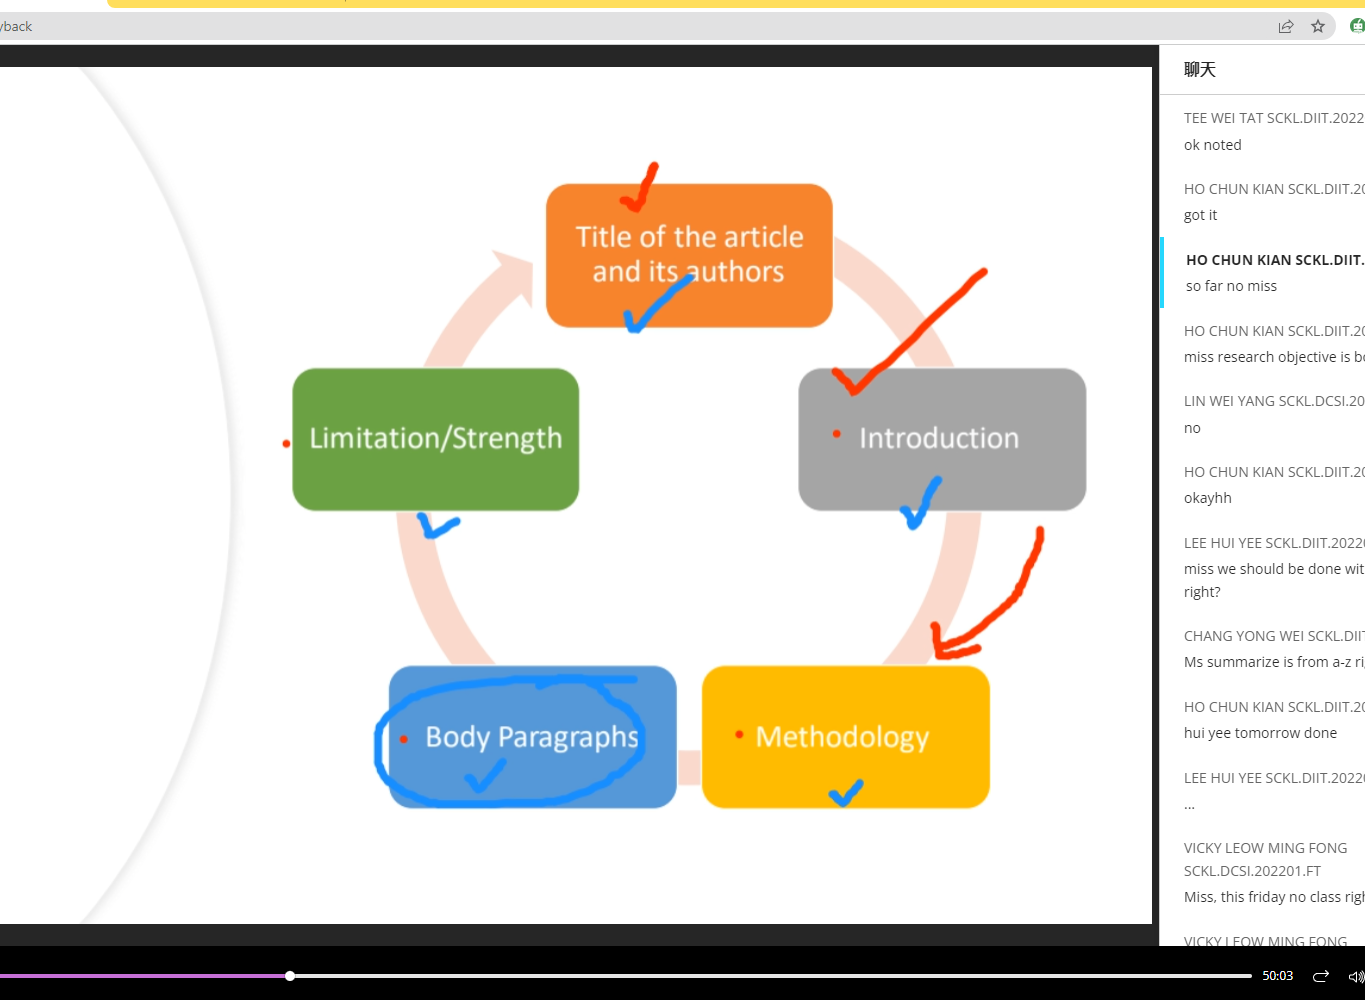 yback
Title of the article
and its authors
Introduction
Methodology
Body Paragraphs
Limitation/Strength
聊天
TEE WEI TAT SCKL.DIIT.2022
ok noted
HO CHUN KIAN SCKL.DIIT.20
got it
HO CHUN KIAN SCKL.DIIT.
so far no miss
HO CHUN KIAN SCKL.DIIT.20
miss research objective is
LIN WEI YANG SCKL.DCSI.20
no
HO CHUN KIAN SCKL.DIIT.20
okayhh
LEE HUI YEE SCKL.DIIT.2022
miss we should be done wit
right?
CHANG YONG WEI SCKL.DIIT
Ms summarize is from a-z ri
HO CHUN KIAN SCKL.DIIT.20
hui yee tomorrow done
LEE HUI YEE SCKL.DIIT.2022
...
VICKY LEOW MING FONG
SCKL.DCSI.202201.FT
Miss, this friday no class righ
VICKY LEOW MING FONG
50:03